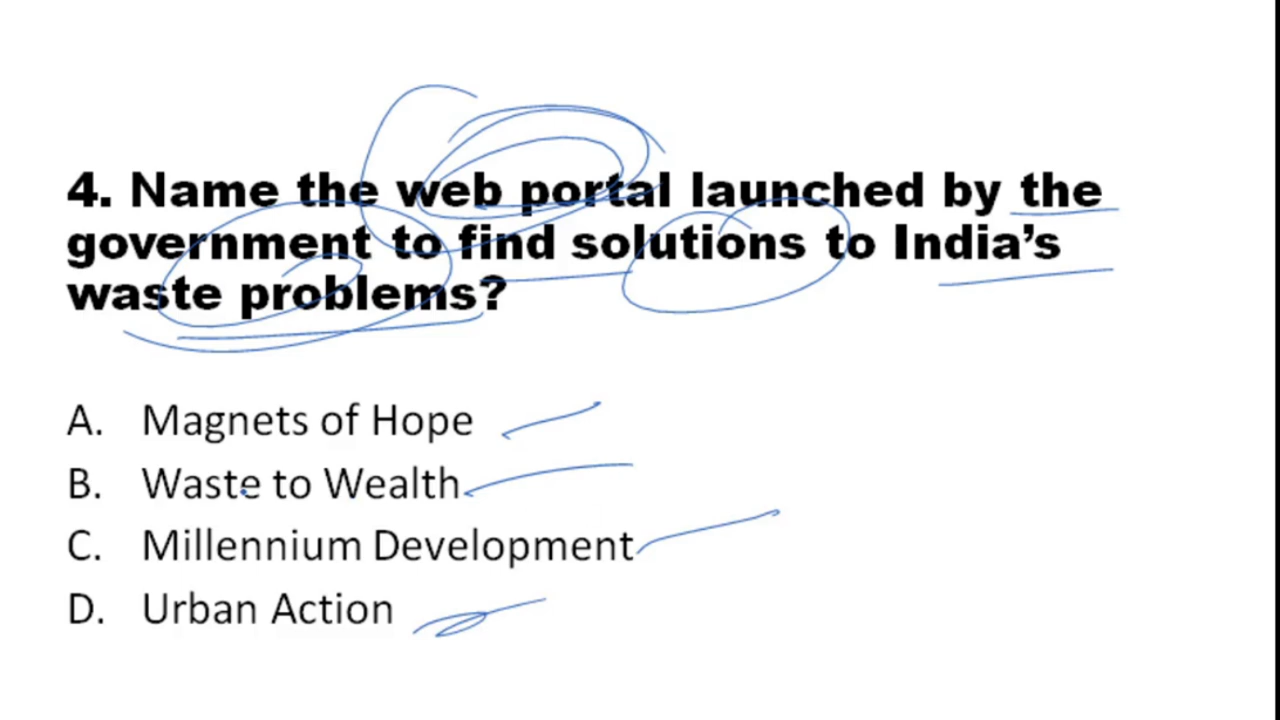 4. Name the web portal launched by the
government to find solutions to India’s
waste problems?
A. Magnets of Hope
B. Waste to Wealth
C. Millennium Development
D. Urban Action